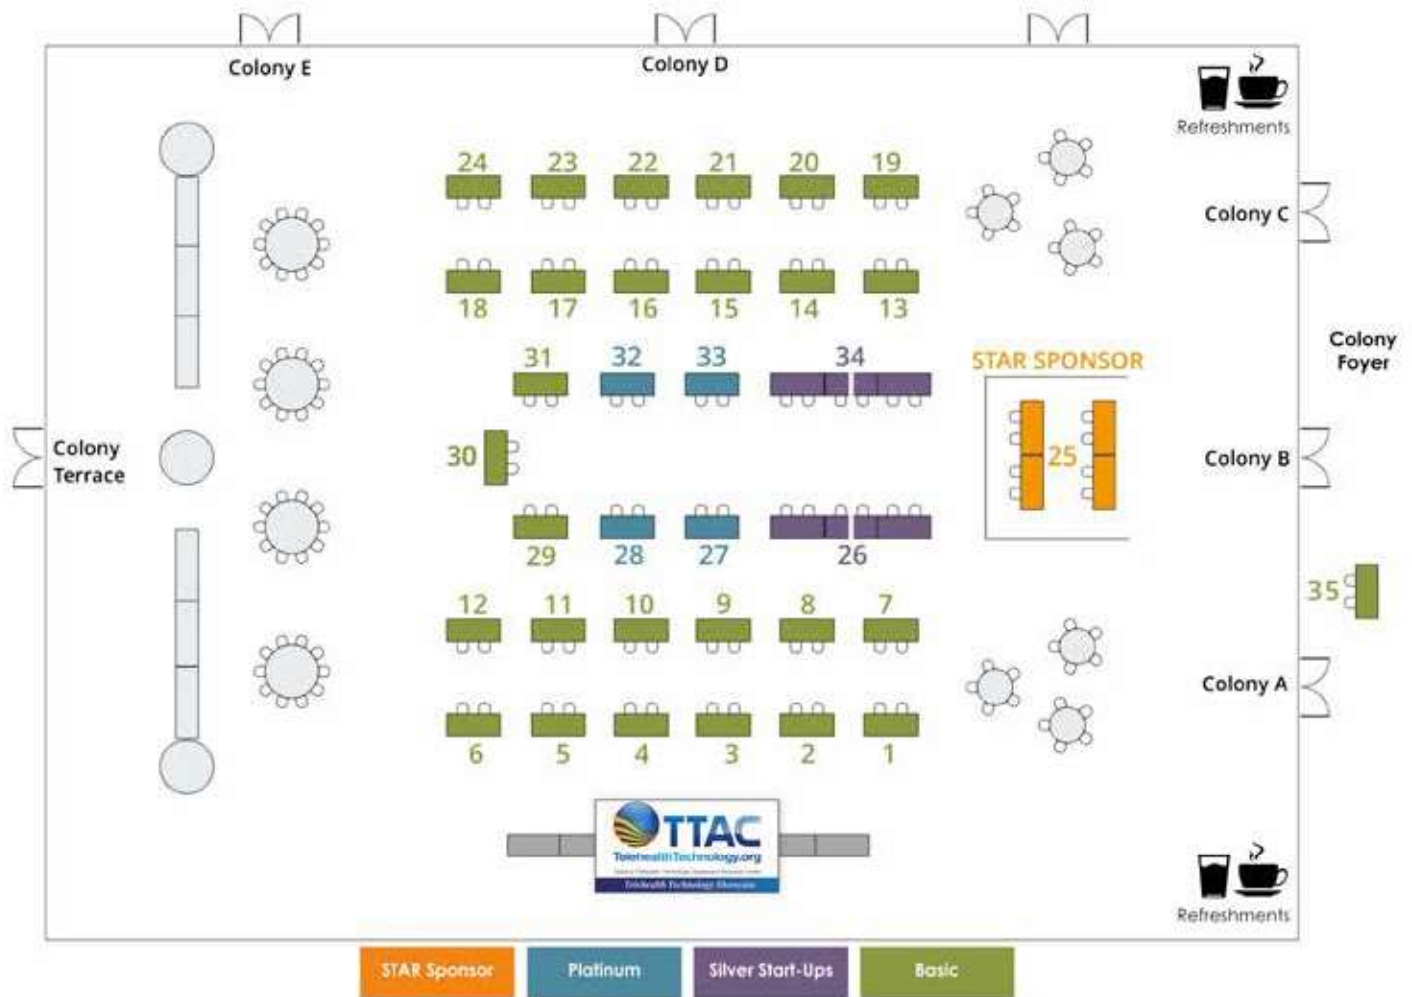 Colony E
Colony D
Refreshments
24 23 22 21 20 19
Colony C
18 17 16 15 14 13
Colony
Foyer
31 32 33 34
STAR SPONSOR
Colony
Terrace
30
25
Colony B
29 28 27 26
35
12 11 10 9 8 7
Colony A
6 5 4 3 2 1
TTAC
TelehealthTechnology.org
Telehealth Technology Showcase
Refreshments
STAR Sponsor
Platinum
Silver Start-Ups
Basic